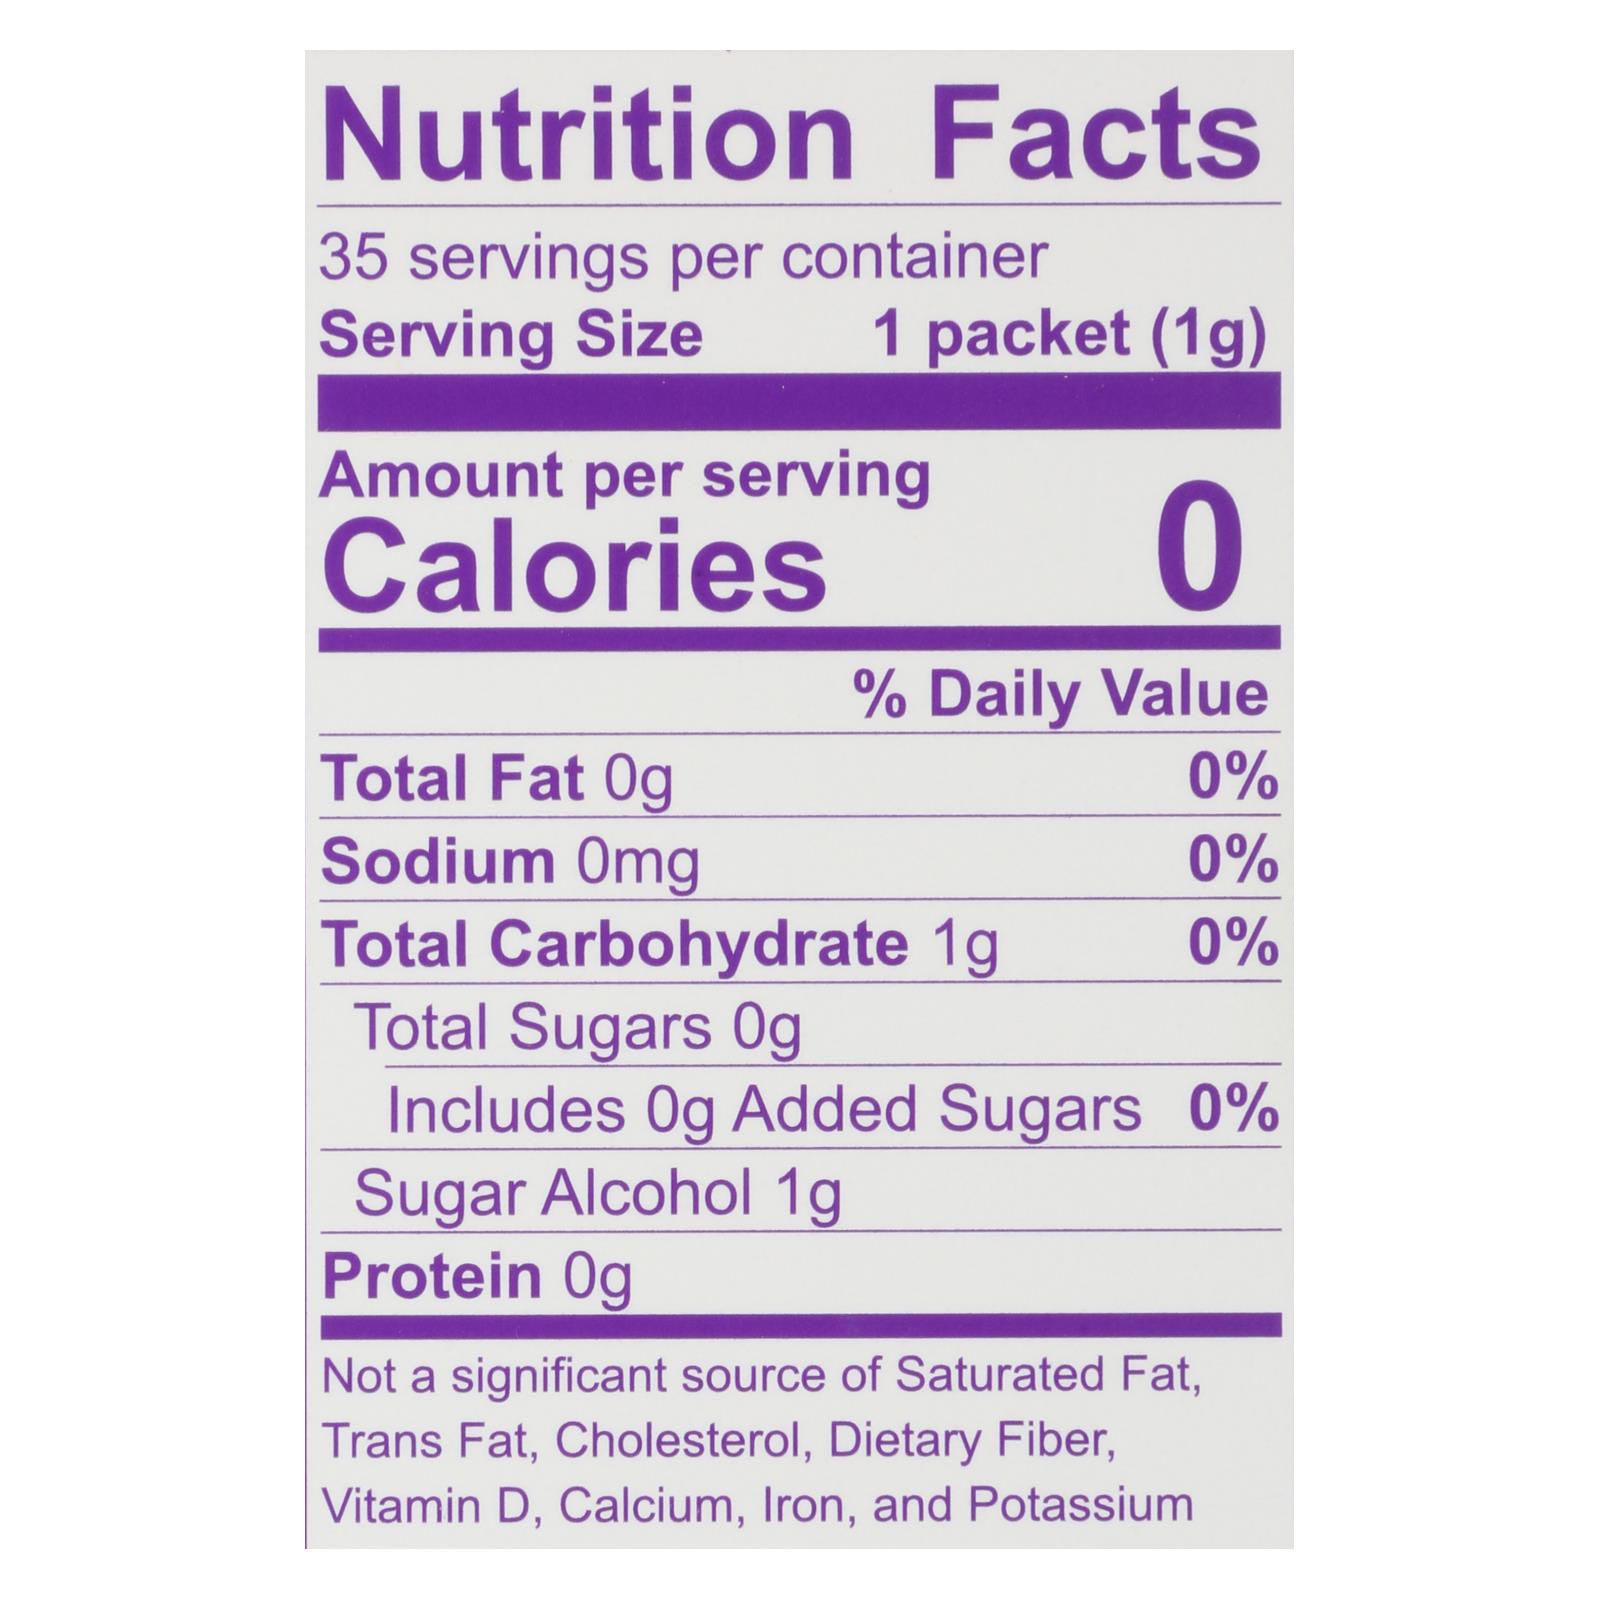 Nutrition Facts
35 servings per container
Serving Size 1 packet (1g)
Amount per serving
Calories 0
% Daily Value
Total Fat 0g 0%
Sodium 0mg 0%
Total Carbohydrate 1g 0%
Total Sugars 0g
Includes 0g Added Sugars 0%
Sugar Alcohol 1g
Protein 0g
Not a significant source of Saturated Fat,
Trans Fat, Cholesterol, Dietary Fiber,
Vitamin D, Calcium, Iron, and Potassium